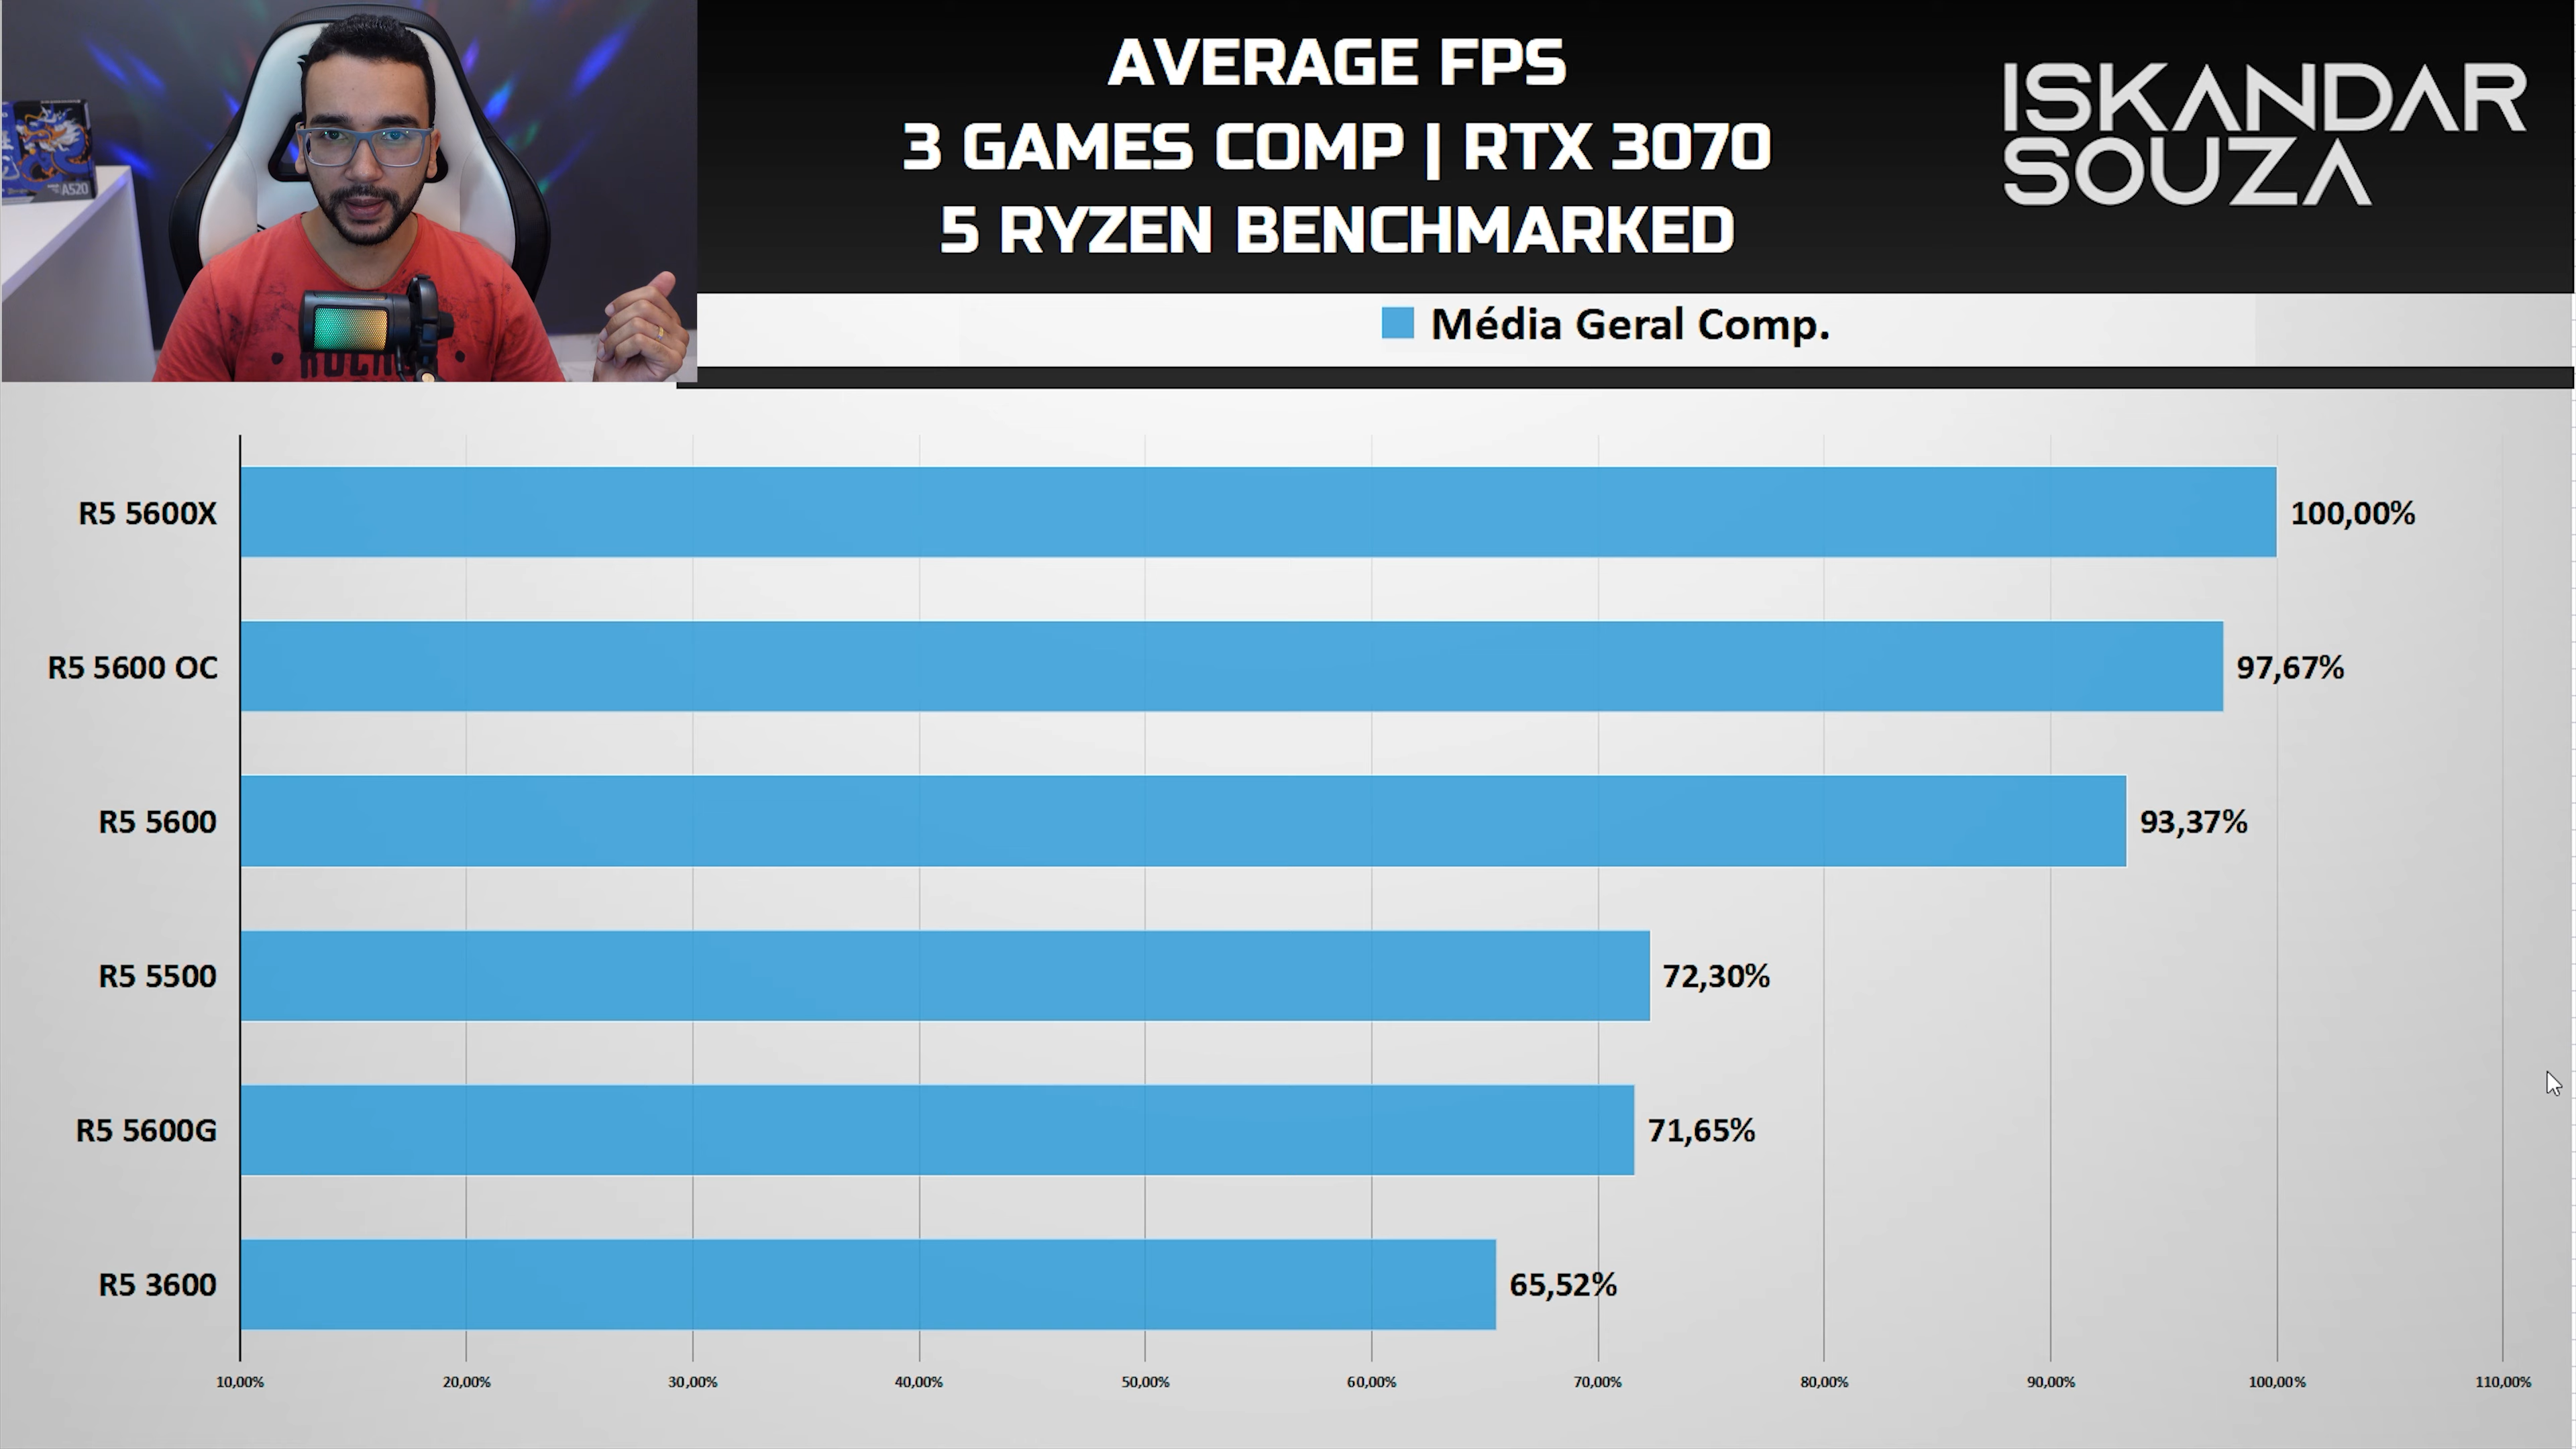 AVERAGE FPS
3 GAMES COMP | RTX 3070
5 RYZEN BENCHMARKED
ISKANDAR
SOUZA
A520
Média Geral Comp.
R5 5600X 100,00%
R5 5600 OC 97,67%
R5 5600 93,37%
R5 5500 72,30%
R5 5600G 71,65%
R5 3600 65,52%
10,00% 20,00% 30,00% 40,00% 50,00% 60,00% 70,00% 80,00% 90,00% 100,00% 110,00%